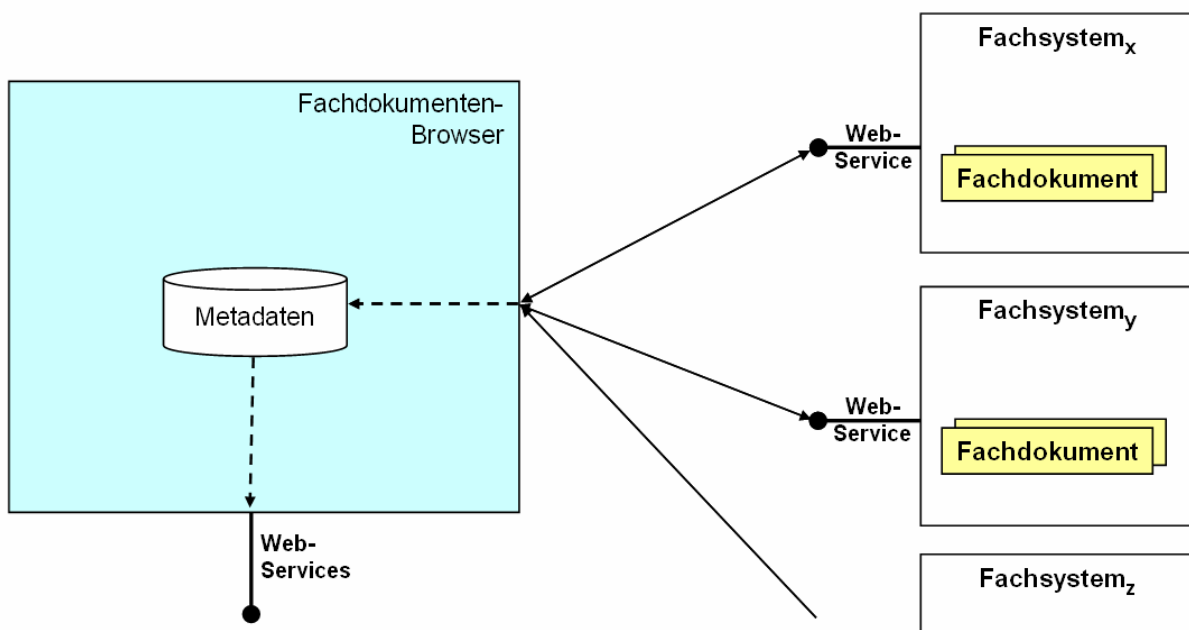 Fachdokumenten-
Browser
Metadaten
Web-
Services
Fachsystemx
Web-
Service
Fachdokument
Fachsystemy
Web-
Service
Fachdokument
Fachsystemz